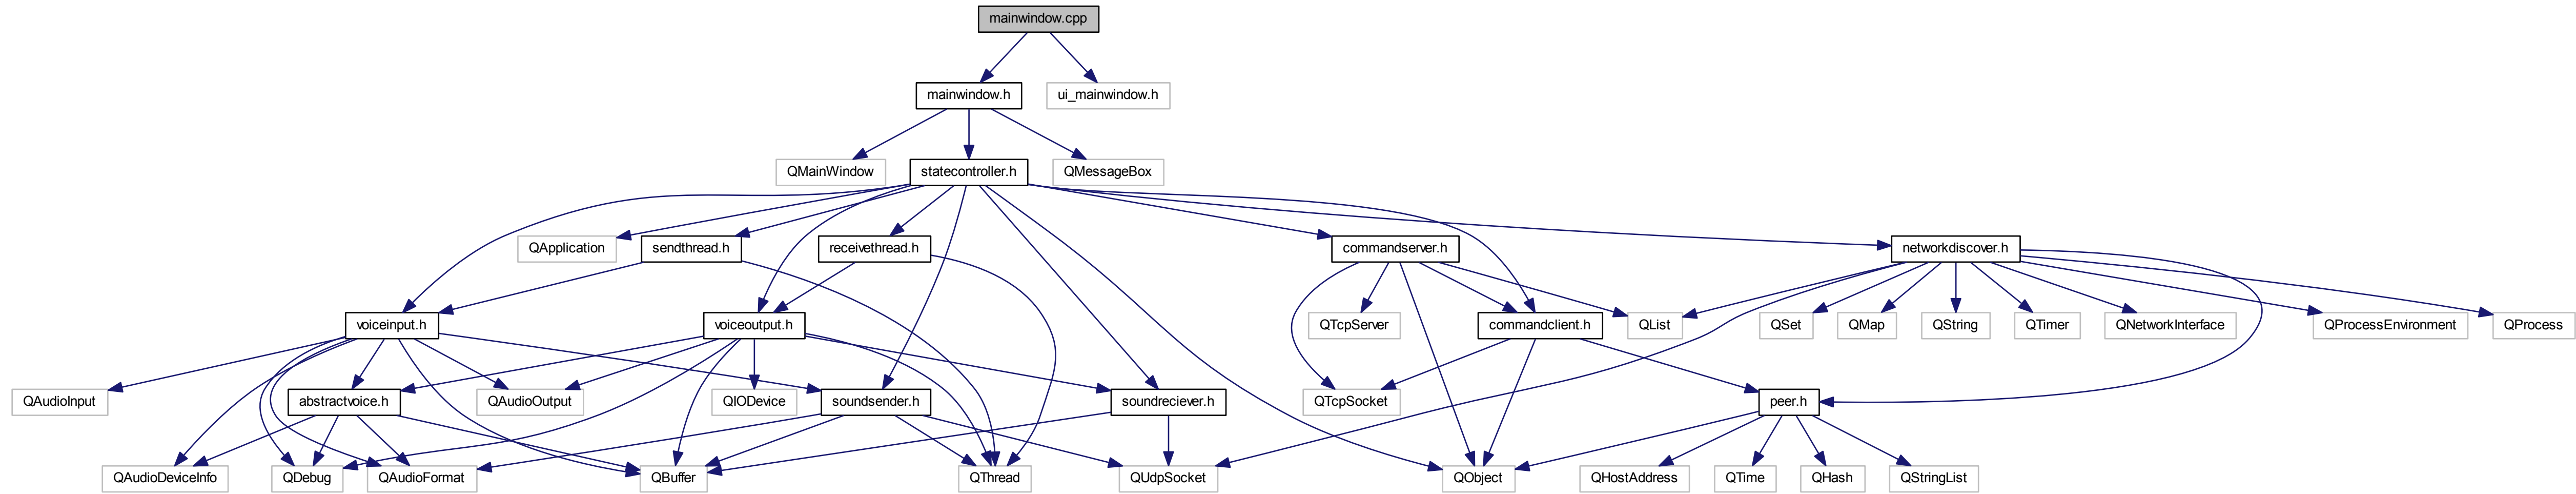 mainwindow.cpp
mainwindow.h
ui_mainwindow.h
QMainWindow
statecontroller.h
QMessageBox
QApplication
sendthread.h
receivethread.h
commandserver.h
networkdiscover.h
voiceinput.h
voiceoutput.h
QTcpServer
commandclient.h
QList
QSet
QMap
QString
QTimer
QNetworkInterface
QProcessEnvironment
QProcess
QAudioInput
abstractvoice.h
QAudioOutput
QIODevice
soundsender.h
soundreciever.h
QTcpSocket
peer.h
QAudioDeviceInfo
QDebug
QAudioFormat
QBuffer
QThread
QUdpSocket
QObject
QHostAddress
QTime
QHash
QStringList